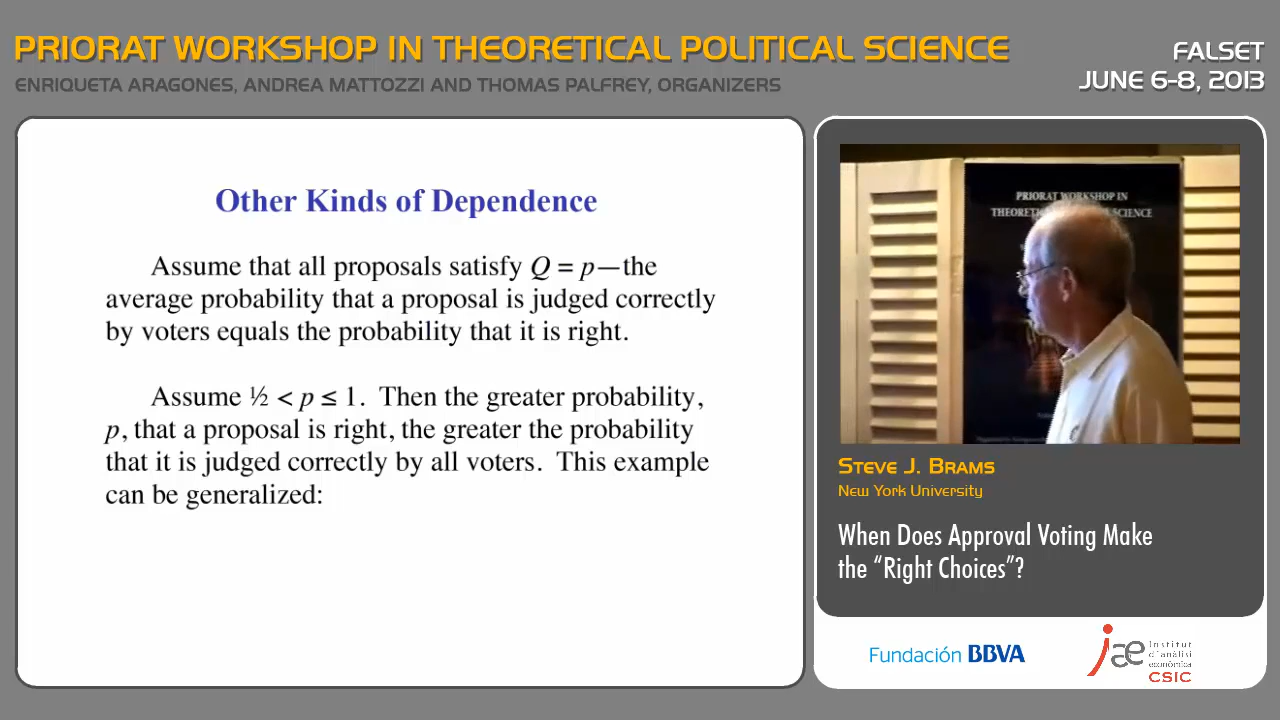 PRIORAT WORKSHOP IN THEORETICAL POLITICAL SCIENCE
ENRIQUETA ARAGONES, ANDREA MATTOZZI AND THOMAS PALFREY, ORGANIZERS
FALSET
JUNE 6-8, 2013
Other Kinds of Dependence
Assume that all proposals satisfy Q = p—the
average probability that a proposal is judged correctly
by voters equals the probability that it is right.
Assume ½ < p ≤ 1. Then the greater probability,
p, that a proposal is right, the greater the probability
that it is judged correctly by all voters. This example
can be generalized:
PRIORAT WORKSHOP IN
SCIENCE
Steve J. Brams
New York University
When Does Approval Voting Make
the “Right Choices”?
Fundación BBVA
iae Institut
d'anàlisi
econòmica
CSIC